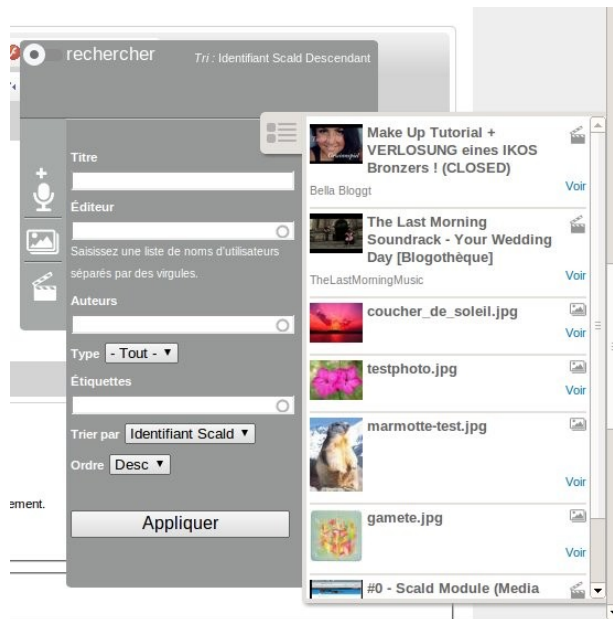 rechercher
Tri : Identifiant Scald Descendant
Titre
Éditeur
Saisissez une liste de noms d'utilisateurs
séparés par des virgules.
Auteurs
Type - Tout -
Étiquettes
Trier par Identifiant Scald
Ordre Desc
Appliquer
ement.
Make Up Tutorial +
VERLOSUNG eines IKOS
Bronzers ! (CLOSED)
Bella Bloggt
Voir
The Last Morning
Soundrack - Your Wedding
Day [Blogothèque]
Voir
TheLastMorningMusic
coucher_de_soleil.jpg
Voir
testphoto.jpg
Voir
marmotte-test.jpg
Voir
gamete.jpg
Voir
#0 - Scald Module (Media